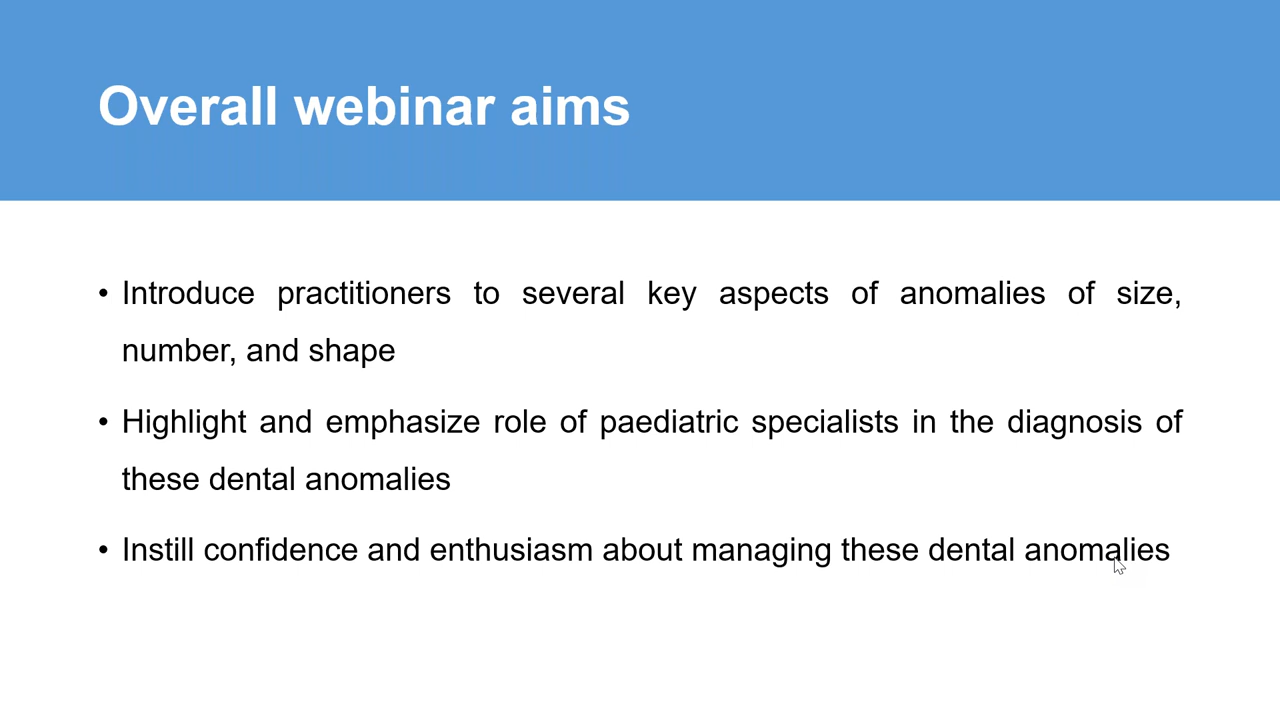 Overall webinar aims
• Introduce practitioners to several key aspects of anomalies of size,
number, and shape
• Highlight and emphasize role of paediatric specialists in the diagnosis of
these dental anomalies
• Instill confidence and enthusiasm about managing these dental anomalies